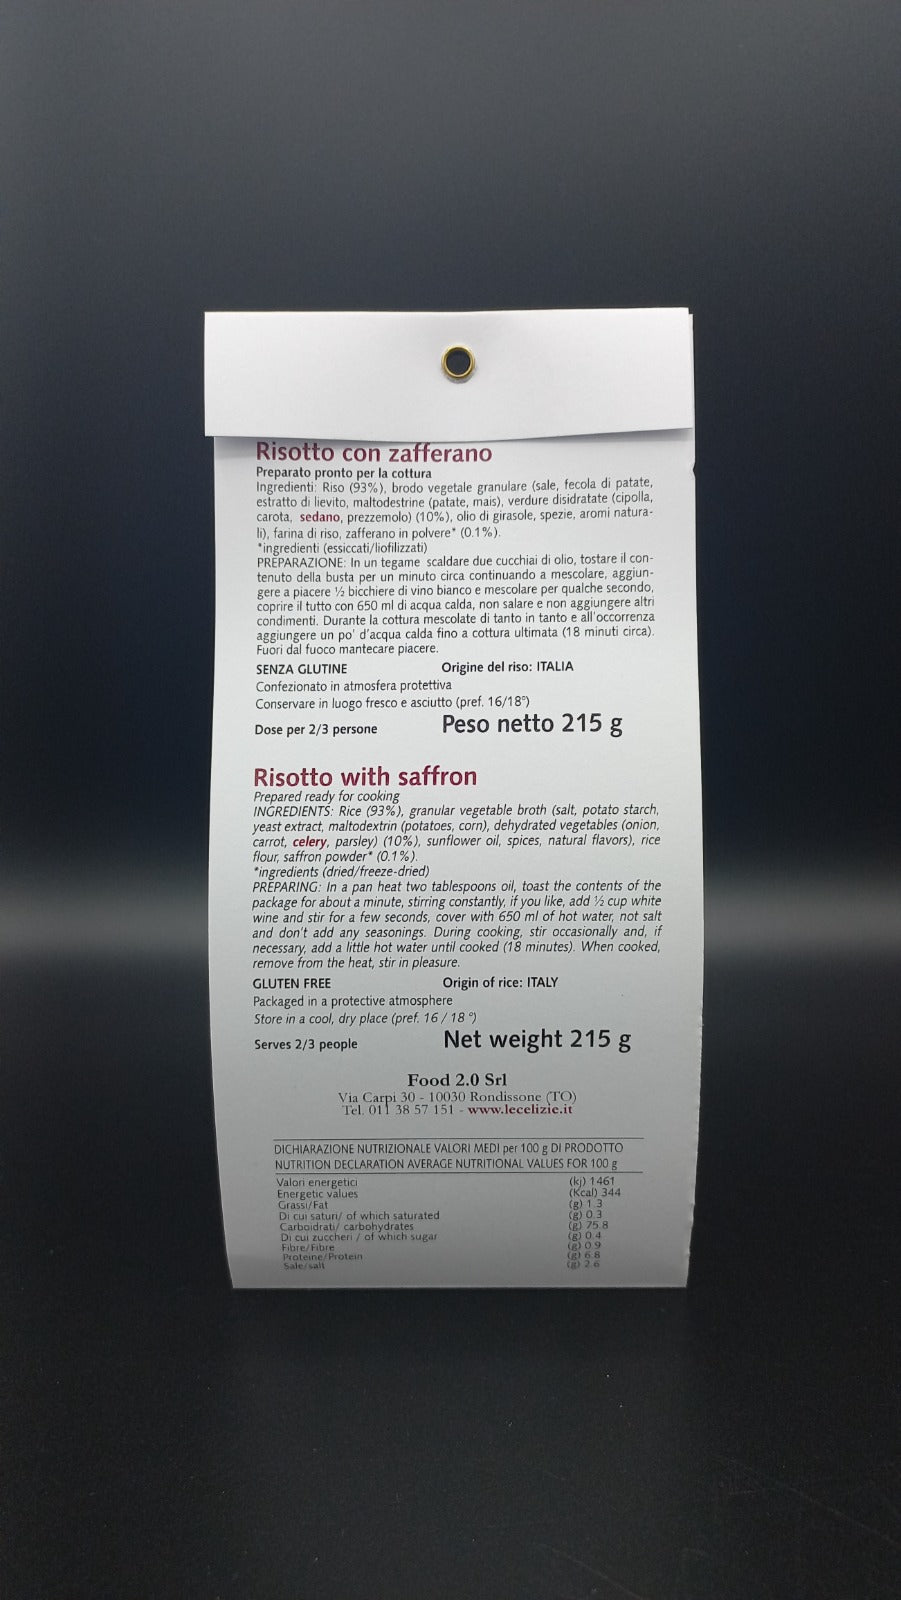 Risotto con zafferano
Preparato pronto per la cottura
Ingredienti: Riso (93%), brodo vegetale granulare (sale, fecola di patate,
estratto di lievito, maltodestrine (patate, mais), verdure disidratate (cipolla,
carota, sedano, prezzemolo) (10%), olio di girasole, spezie, aromi natura-
li), farina di riso, zafferano in polvere* (0.1%).
*ingredienti (essiccati/liofilizzati)
PREPARAZIONE: In un tegame scaldare due cucchiai di olio, tostare il con-
tenuto della busta per un minuto circa continuando a mescolare, aggiun-
gere a piacere ½ bicchiere di vino bianco e mescolare per qualche secondo,
coprire il tutto con 650 ml di acqua calda, non salare e non aggiungere altri
condimenti. Durante la cottura mescolate di tanto in tanto e all'occorrenza
aggiungere un po' d'acqua calda fino a cottura ultimata (18 minuti circa).
Fuori dal fuoco mantecare piacere.
SENZA GLUTINE Origine del riso: ITALIA
Confezionato in atmosfera protettiva
Conservare in luogo fresco e asciutto (pref. 16/18°)
Dose per 2/3 persone Peso netto 215 g
Risotto with saffron
Prepared ready for cooking
INGREDIENTS: Rice (93%), granular vegetable broth (salt, potato starch,
yeast extract, maltodextrin (potatoes, corn), dehydrated vegetables (onion,
carrot, celery, parsley) (10%), sunflower oil, spices, natural flavors), rice
flour, saffron powder* (0.1%).
*ingredients (dried/freeze-dried)
PREPARING: In a pan heat two tablespoons oil, toast the contents of the
package for about a minute, stirring constantly, if you like, add ½ cup white
wine and stir for a few seconds, cover with 650 ml of hot water, not salt
and don't add any seasonings. During cooking, stir occasionally and, if
necessary, add a little hot water until cooked (18 minutes). When cooked,
remove from the heat, stir in pleasure.
GLUTEN FREE Origin of rice: ITALY
Packaged in a protective atmosphere
Store in a cool, dry place (pref. 16 / 18 °)
Serves 2/3 people Net weight 215 g
Food 2.0 Srl
Via Carpi 30 - 10030 Rondissone (TO)
Tel. 011 38 57 151 - www.lecelizie.it
DICHIARAZIONE NUTRIZIONALE VALORI MEDI per 100 g DI PRODOTTO
NUTRITION DECLARATION AVERAGE NUTRITIONAL VALUES FOR 100 g
Valori energetici (kj) 1461
Energetic values (Kcal) 344
Grassi/Fat (g) 1.3
Di cui saturi/ of which saturated (g) 0.3
Carboidrati/ carbohydrates (g) 75.8
Di cui zuccheri / of which sugar (g) 0.4
Fibre/Fibre (g) 0.9
Proteine/Protein (g) 6.8
Sale/salt (g) 2.6